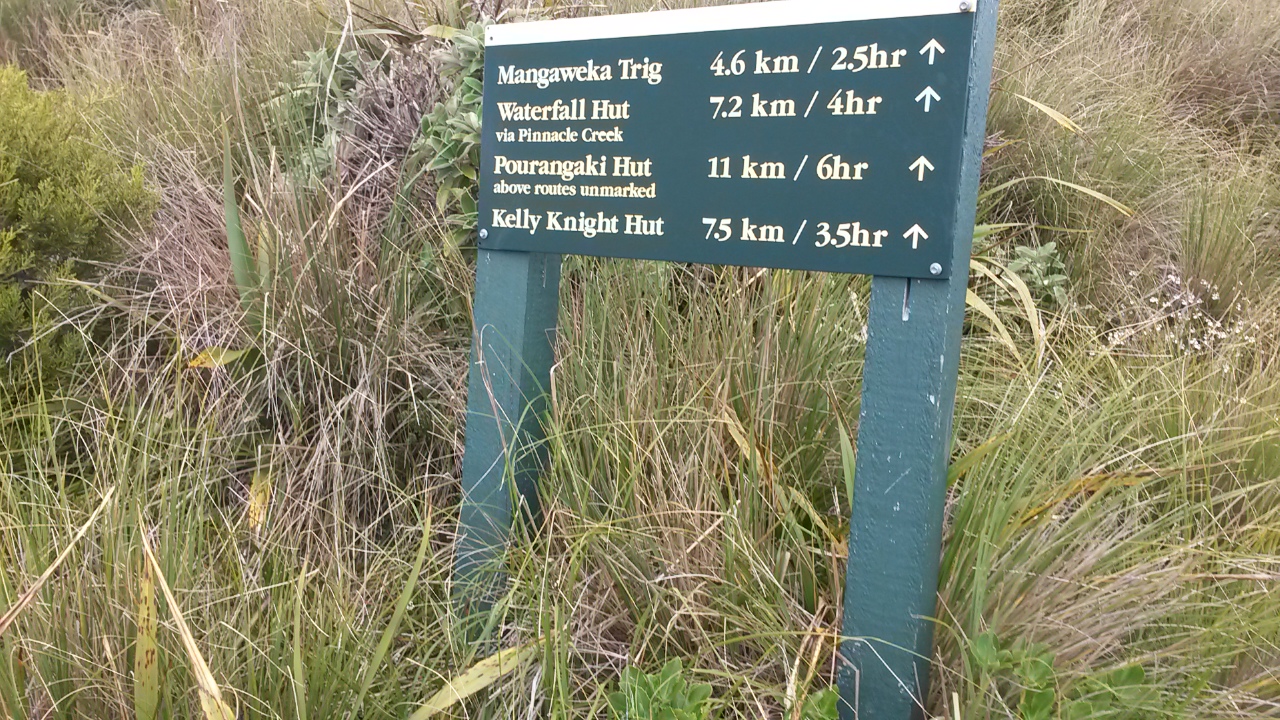 Mangaweka Trig 4.6 km / 2.5hr ↑
Waterfall Hut 7.2 km / 4hr ↑
via Pinnacle Creek
Pourangaki Hut 11 km / 6hr ↑
above routes unmarked
Kelly Knight Hut 7.5 km / 3.5hr ↑